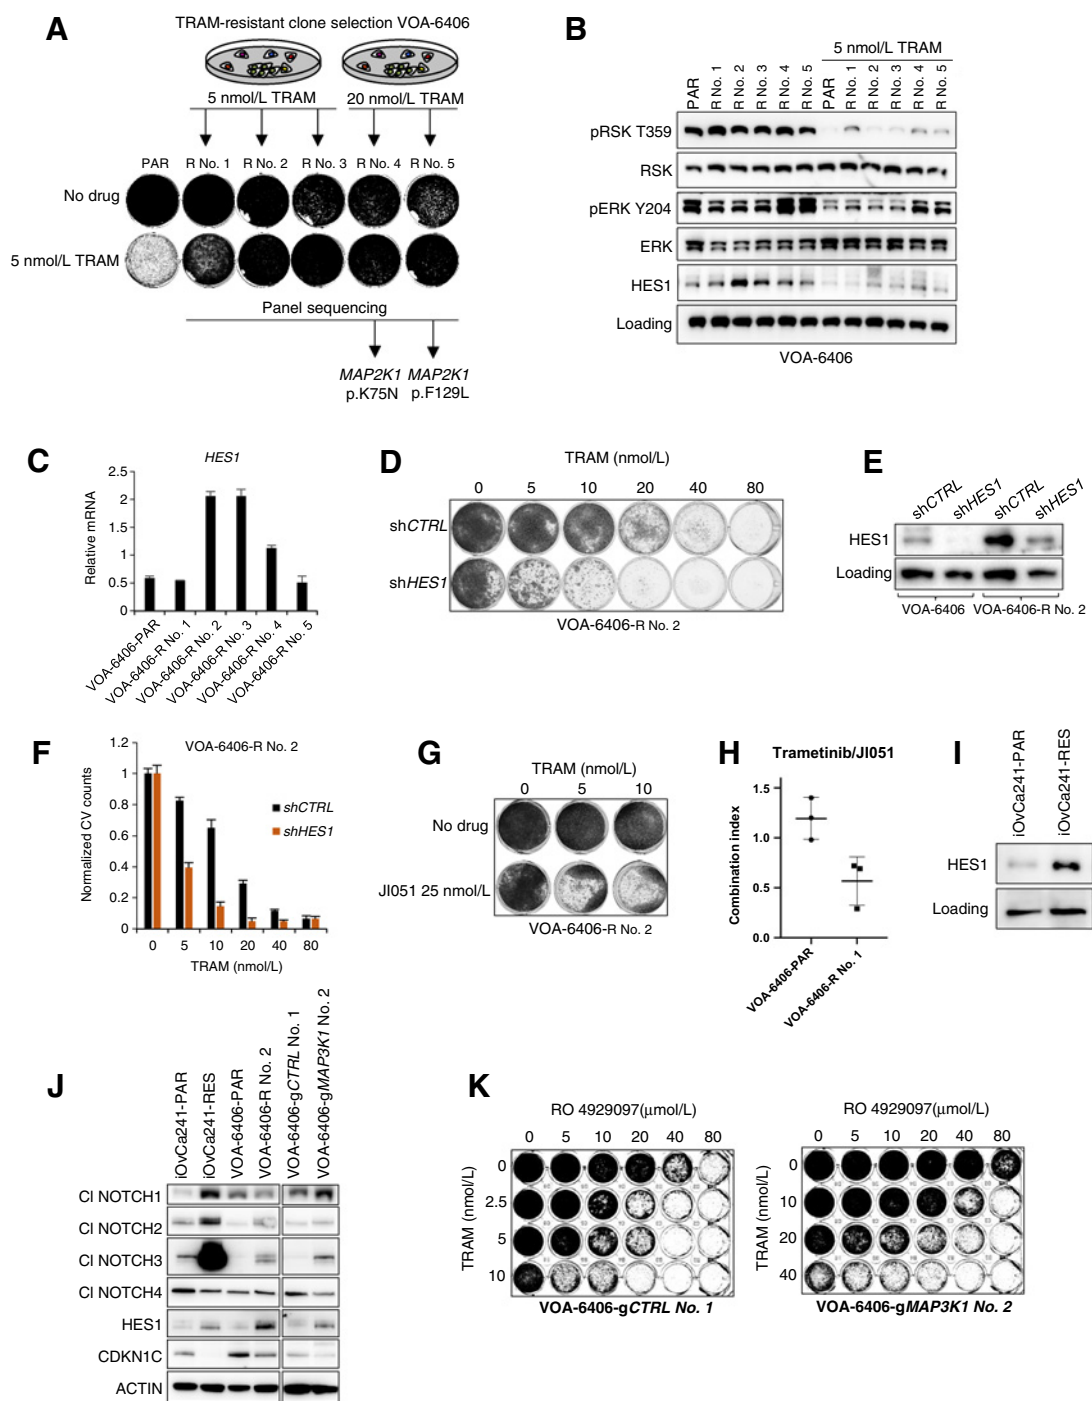 A
TRAM-resistant clone selection VOA-6406
5 nmol/L TRAM 20 nmol/L TRAM
PAR R No. 1 R No. 2 R No. 3 R No. 4 R No. 5
No drug
5 nmol/L TRAM
Panel sequencing
MAP2K1 MAP2K1
p.K75N p.F129L
B
5 nmol/L TRAM
PAR R No. 1 R No. 2 R No. 3 R No. 4 R No. 5 PAR R No. 1 R No. 2 R No. 3 R No. 4 R No. 5
pRSK T359
RSK
pERK Y204
ERK
HES1
Loading
VOA-6406
C
HES1
Relative mRNA
2.5
2
1.5
1
0.5
0
VOA-6406-PAR
VOA-6406-R No. 1
VOA-6406-R No. 2
VOA-6406-R No. 3
VOA-6406-R No. 4
VOA-6406-R No. 5
D
TRAM (nmol/L)
0 5 10 20 40 80
shCTRL
shHES1
VOA-6406-R No. 2
E
shCTRL shHES1 shCTRL shHES1
HES1
Loading
VOA-6406 VOA-6406-R No. 2
F
VOA-6406-R No. 2
Normalized CV counts
1.2
1
0.8
0.6
0.4
0.2
0
shCTRL
shHES1
0 5 10 20 40 80
TRAM (nmol/L)
G
TRAM (nmol/L)
0 5 10
No drug
JI051 25 nmol/L
VOA-6406-R No. 2
H
Trametinib/JI051
Combination index
1.5
1.0
0.5
0.0
VOA-6406-PAR
VOA-6406-R No. 1
I
iOvCa241-PAR iOvCa241-RES
HES1
Loading
J
iOvCa241-PAR iOvCa241-RES VOA-6406-PAR VOA-6406-R No. 2 VOA-6406-gCTRL No. 1 VOA-6406-gMAP3K1 No. 2
Cl NOTCH1
Cl NOTCH2
Cl NOTCH3
Cl NOTCH4
HES1
CDKN1C
ACTIN
K
RO 4929097(μmol/L)
0 5 10 20 40 80
TRAM (nmol/L)
0
2.5
5
10
VOA-6406-gCTRL No. 1
RO 4929097(μmol/L)
0 5 10 20 40 80
TRAM (nmol/L)
0
10
20
40
VOA-6406-gMAP3K1 No. 2